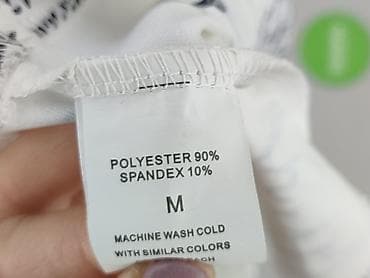 POLYESTER 90%
SPANDEX 10%
M
MACHINE WASH COLD
WITH SIMILAR COLORS